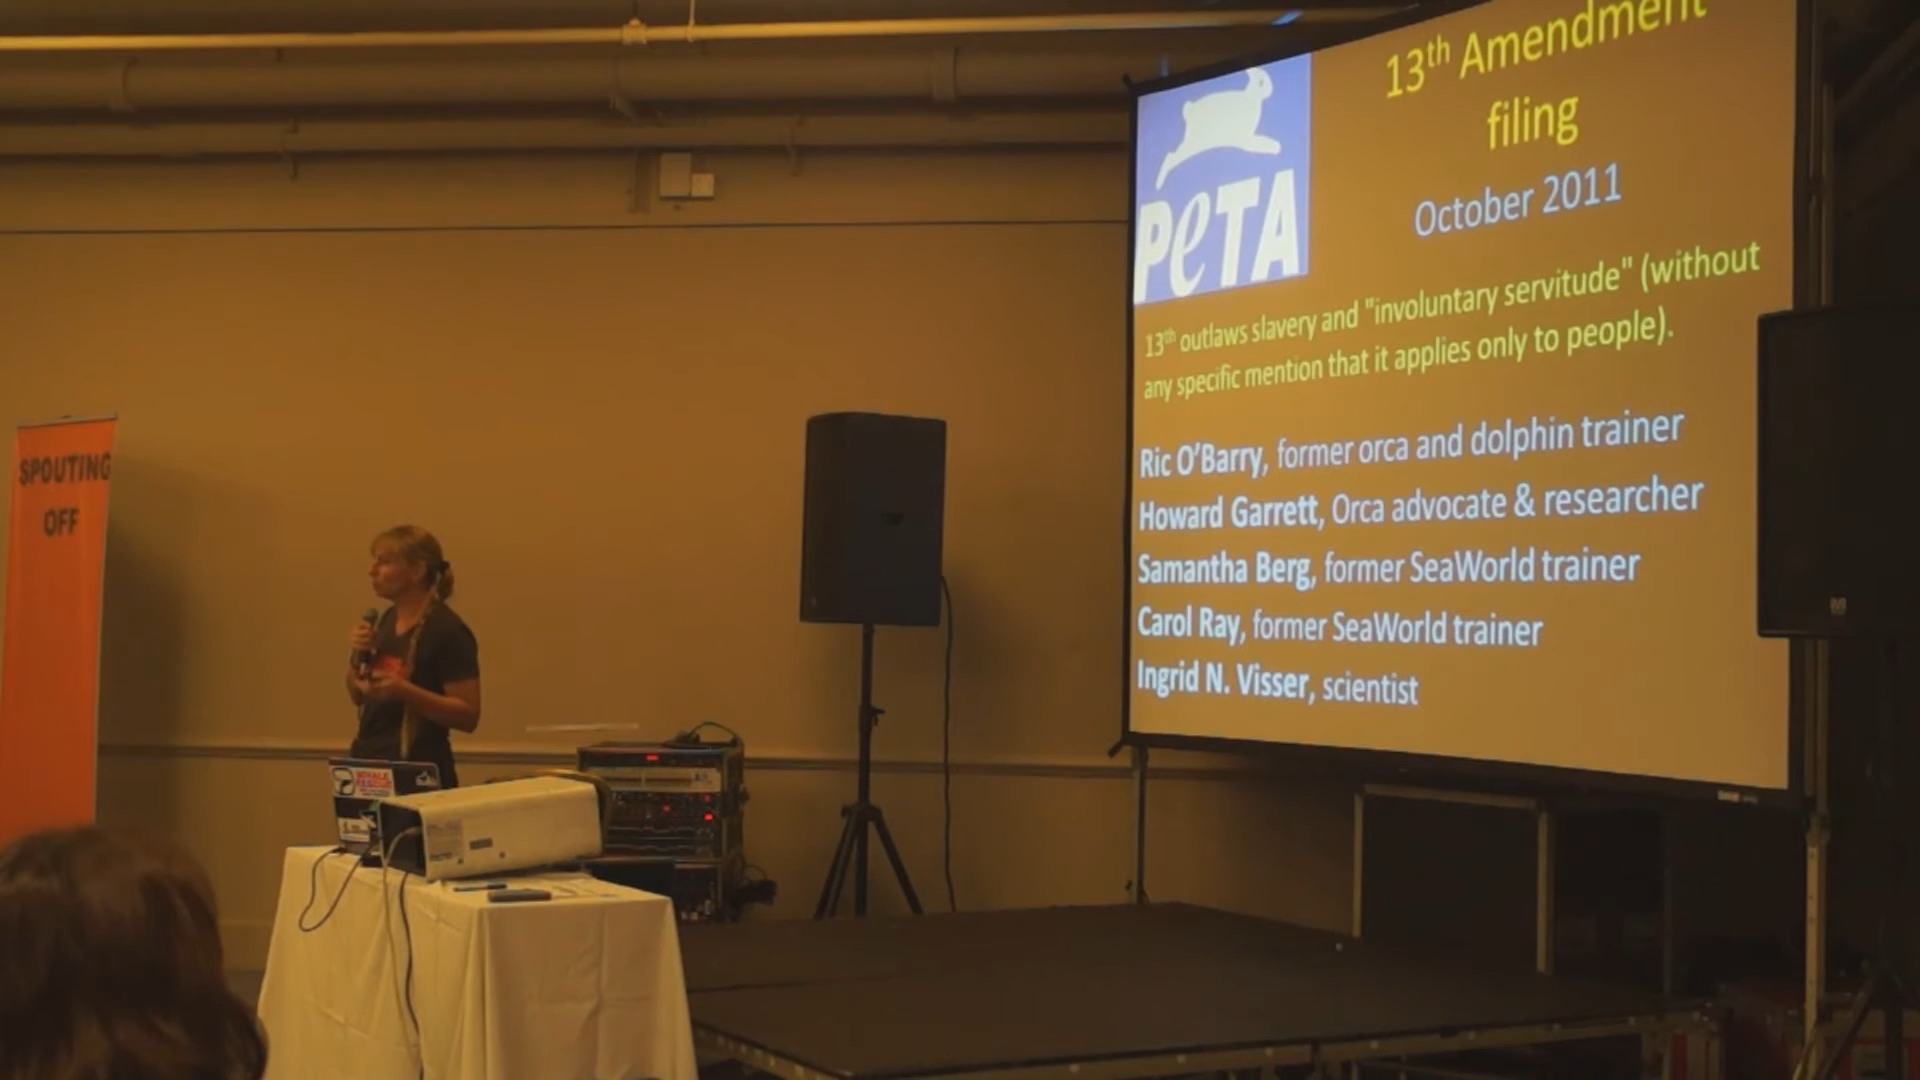 13th Amendment
filing
October 2011
PeTA
13th outlaws slavery and "involuntary servitude" (without
any specific mention that it applies only to people).
Ric O'Barry, former orca and dolphin trainer
Howard Garrett, Orca advocate & researcher
Samantha Berg, former SeaWorld trainer
Carol Ray, former SeaWorld trainer
Ingrid N. Visser, scientist
SPOUTING
OFF
WHALE
RESCUE